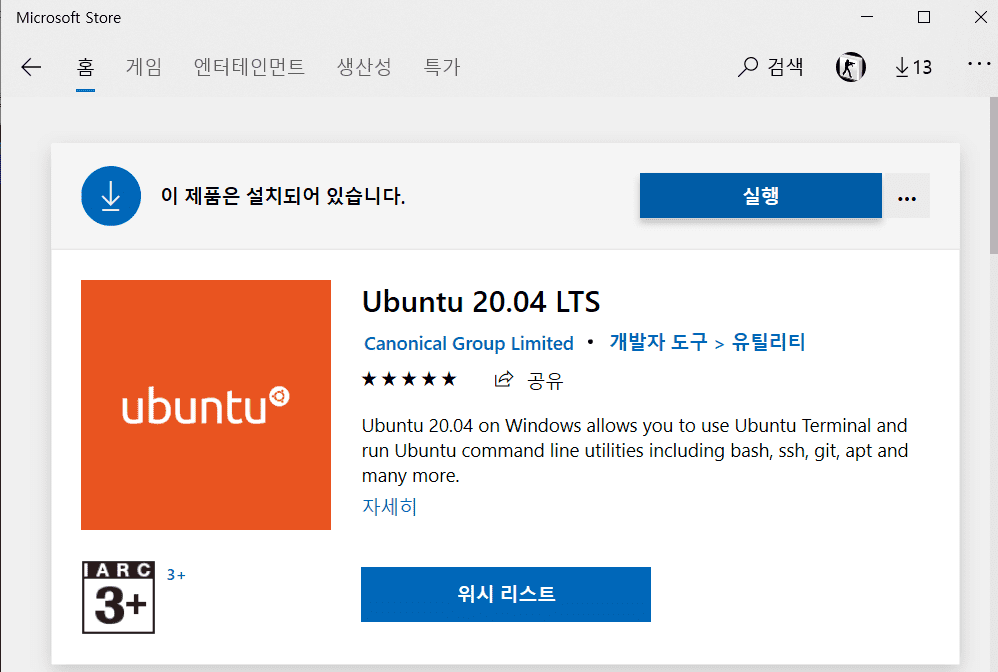 Microsoft Store
홈 게임 엔터테인먼트 생산성 특가 검색 13 ...
이 제품은 설치되어 있습니다. 실행 ...
ubuntu
Ubuntu 20.04 LTS
Canonical Group Limited • 개발자 도구 > 유틸리티
★★★★★ 공유
Ubuntu 20.04 on Windows allows you to use Ubuntu Terminal and
run Ubuntu command line utilities including bash, ssh, git, apt and
many more.
자세히
IARC
3+
3+
위시 리스트